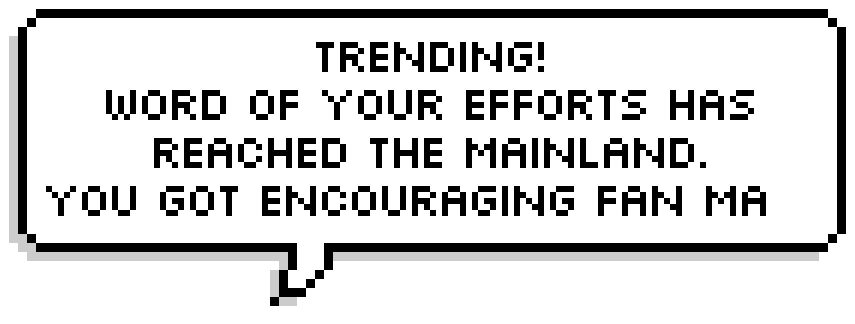 TRENDING!
WORD OF YOUR EFFORTS HAS
REACHED THE MAINLAND.
YOU GOT ENCOURAGING FAN MA